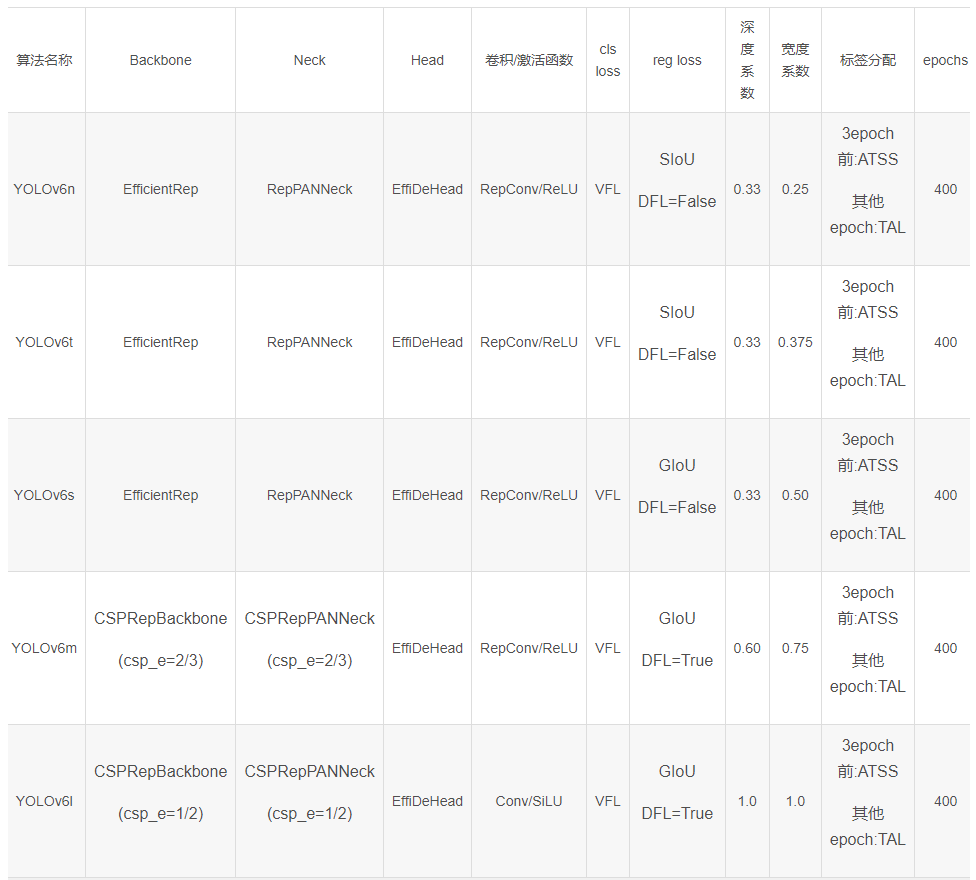 算法名称 Backbone Neck Head 卷积/激活函数 cls loss reg loss 深度系数 宽度系数 标签分配 epochs
YOLOv6n EfficientRep RepPANNeck EffiDeHead RepConv/ReLU VFL SIoU DFL=False 0.33 0.25 3epoch前:ATSS 其他epoch:TAL 400
YOLOv6t EfficientRep RepPANNeck EffiDeHead RepConv/ReLU VFL SIoU DFL=False 0.33 0.375 3epoch前:ATSS 其他epoch:TAL 400
YOLOv6s EfficientRep RepPANNeck EffiDeHead RepConv/ReLU VFL GIoU DFL=False 0.33 0.50 3epoch前:ATSS 其他epoch:TAL 400
YOLOv6m CSPRepBackbone (csp_e=2/3) CSPRepPANNeck (csp_e=2/3) EffiDeHead RepConv/ReLU VFL GIoU DFL=True 0.60 0.75 3epoch前:ATSS 其他epoch:TAL 400
YOLOv6l CSPRepBackbone (csp_e=1/2) CSPRepPANNeck (csp_e=1/2) EffiDeHead Conv/SiLU VFL GIoU DFL=True 1.0 1.0 3epoch前:ATSS 其他epoch:TAL 400